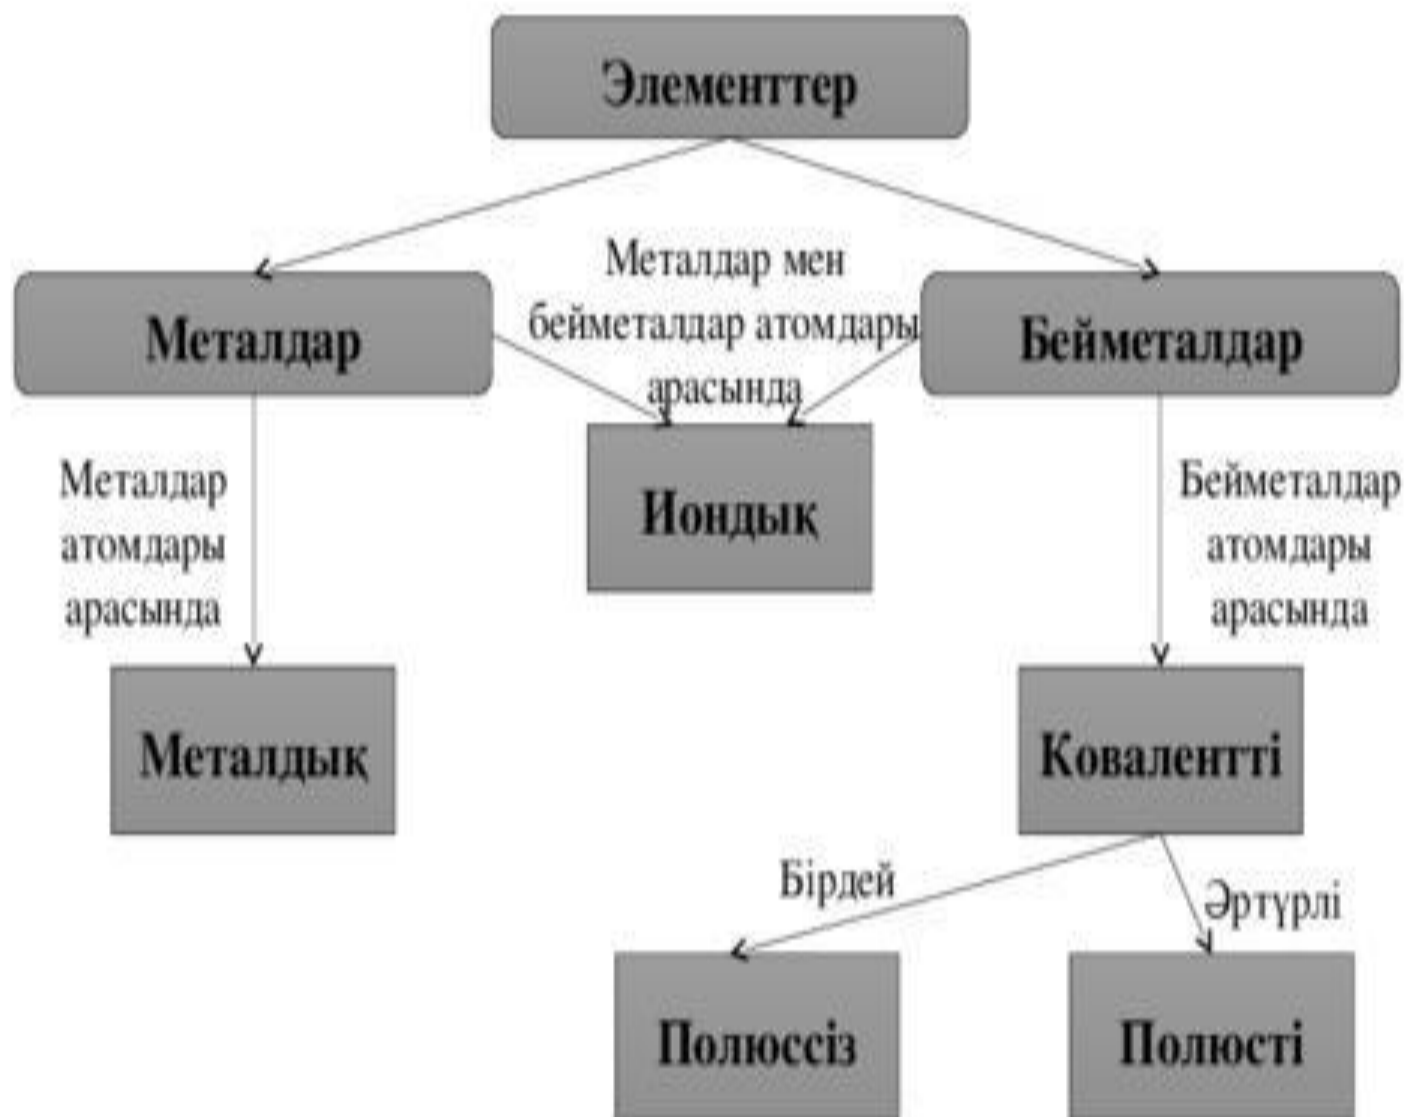 Элементтер
Металдар мен
бейметалдар атомдары
арасында
Металдар
Бейметалдар
Металдар
атомдары
арасында
Иондық
Бейметалдар
атомдары
арасында
Металдық
Ковалентті
Бірдей
Әртүрлі
Полюссіз
Полюсті